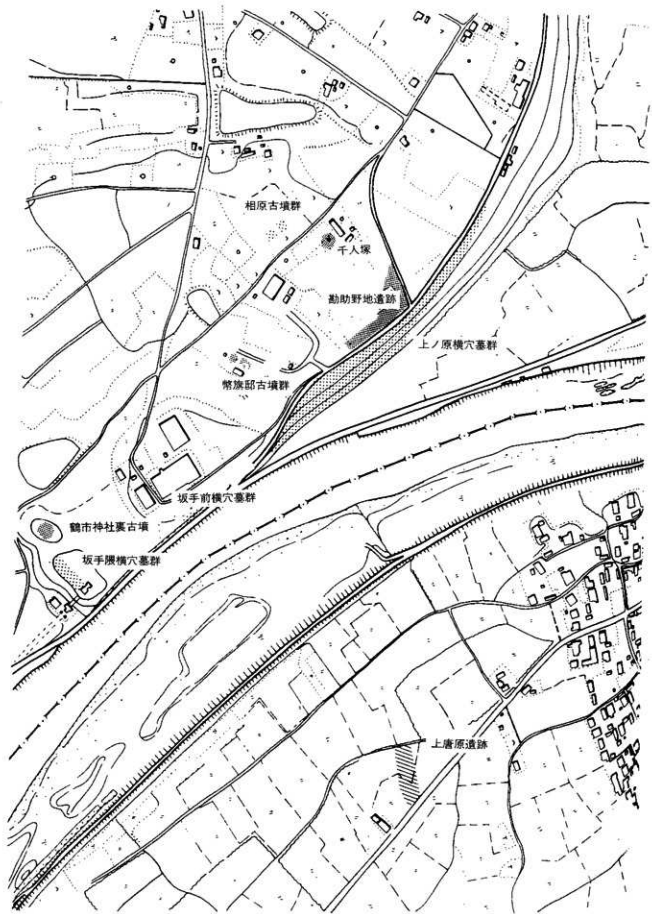 相原古墳群
千人塚
勘助野地遺跡
上ノ原横穴墓群
幣旗邸古墳群
坂手前横穴墓群
鶴市神社裏古墳
坂手隈横穴墓群
上唐原遺跡